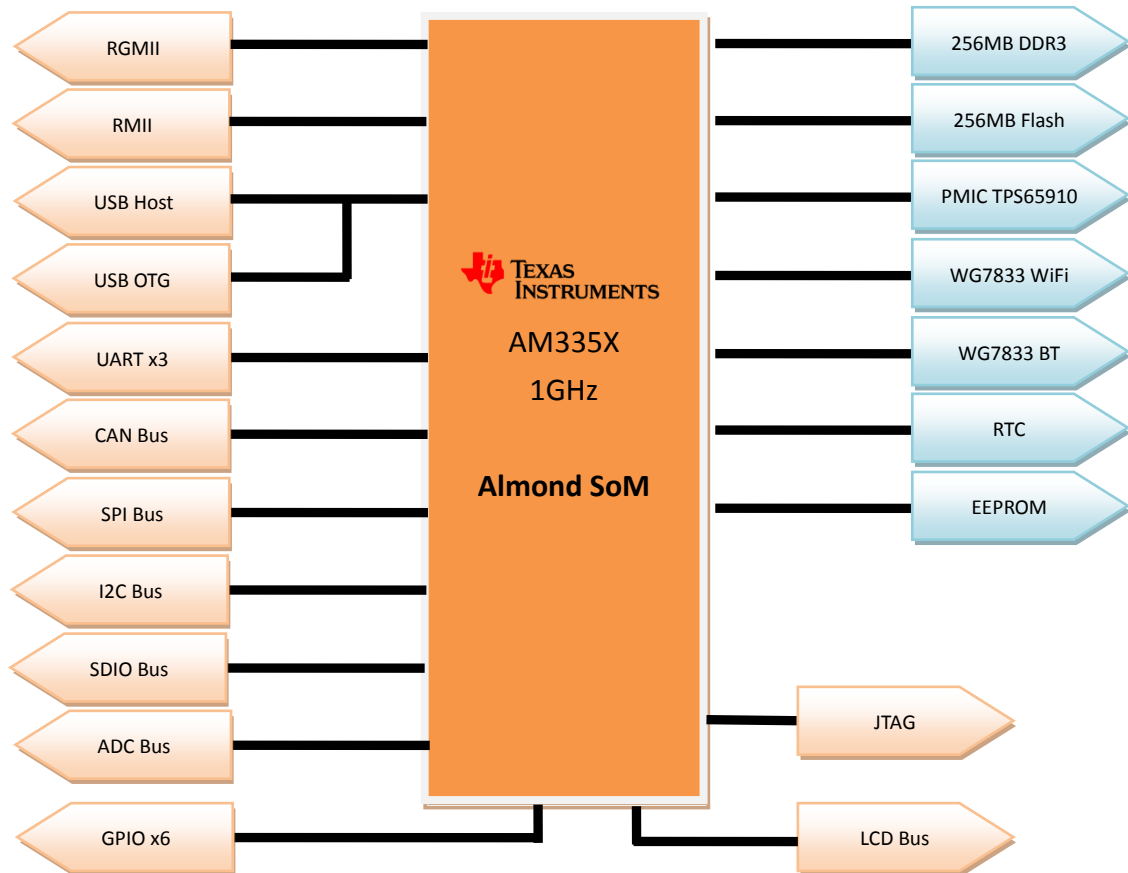 RGMII
RMII
USB Host
USB OTG
UART x3
CAN Bus
SPI Bus
I2C Bus
SDIO Bus
ADC Bus
GPIO x6
TEXAS
INSTRUMENTS
AM335X
1GHz
Almond SoM
256MB DDR3
256MB Flash
PMIC TPS65910
WG7833 WiFi
WG7833 BT
RTC
EEPROM
JTAG
LCD Bus